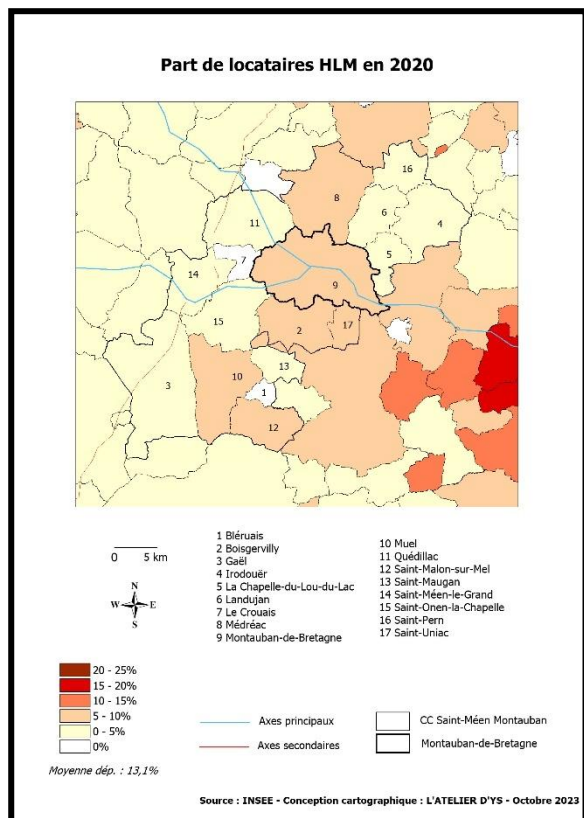 Part de locataires HLM en 2020
16
8
6
4
11
5
7
14
9
15
17
2
13
10
3
1
12
0 5 km
N
W E
S
1 Bléruais
2 Boisgervilly
3 Gaël
4 Irodouër
5 La Chapelle-du-Lou-du-Lac
6 Landujan
7 Le Crouais
8 Médréac
9 Montauban-de-Bretagne
10 Muel
11 Quédillac
12 Saint-Malon-sur-Mel
13 Saint-Maugan
14 Saint-Méen-le-Grand
15 Saint-Onen-la-Chapelle
16 Saint-Pern
17 Saint-Uniac
20 - 25%
15 - 20%
10 - 15%
5 - 10%
0 - 5%
0%
Moyenne dép. : 13,1%
Axes principaux
Axes secondaires
CC Saint-Méen Montauban
Montauban-de-Bretagne
Source : INSEE - Conception cartographique : L'ATELIER D'YS - Octobre 2023